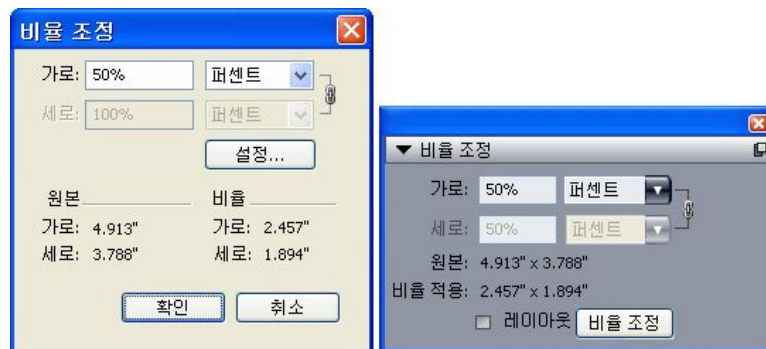 비율 조정
가로: 50% 퍼센트
세로: 100% 퍼센트
설정...
원본 비율
가로: 4.913" 가로: 2.457"
세로: 3.788" 세로: 1.894"
확인 취소
비율 조정
가로: 50% 퍼센트
세로: 50% 퍼센트
원본: 4.913" x 3.788"
비율 적용: 2.457" x 1.894"
레이아웃 비율 조정